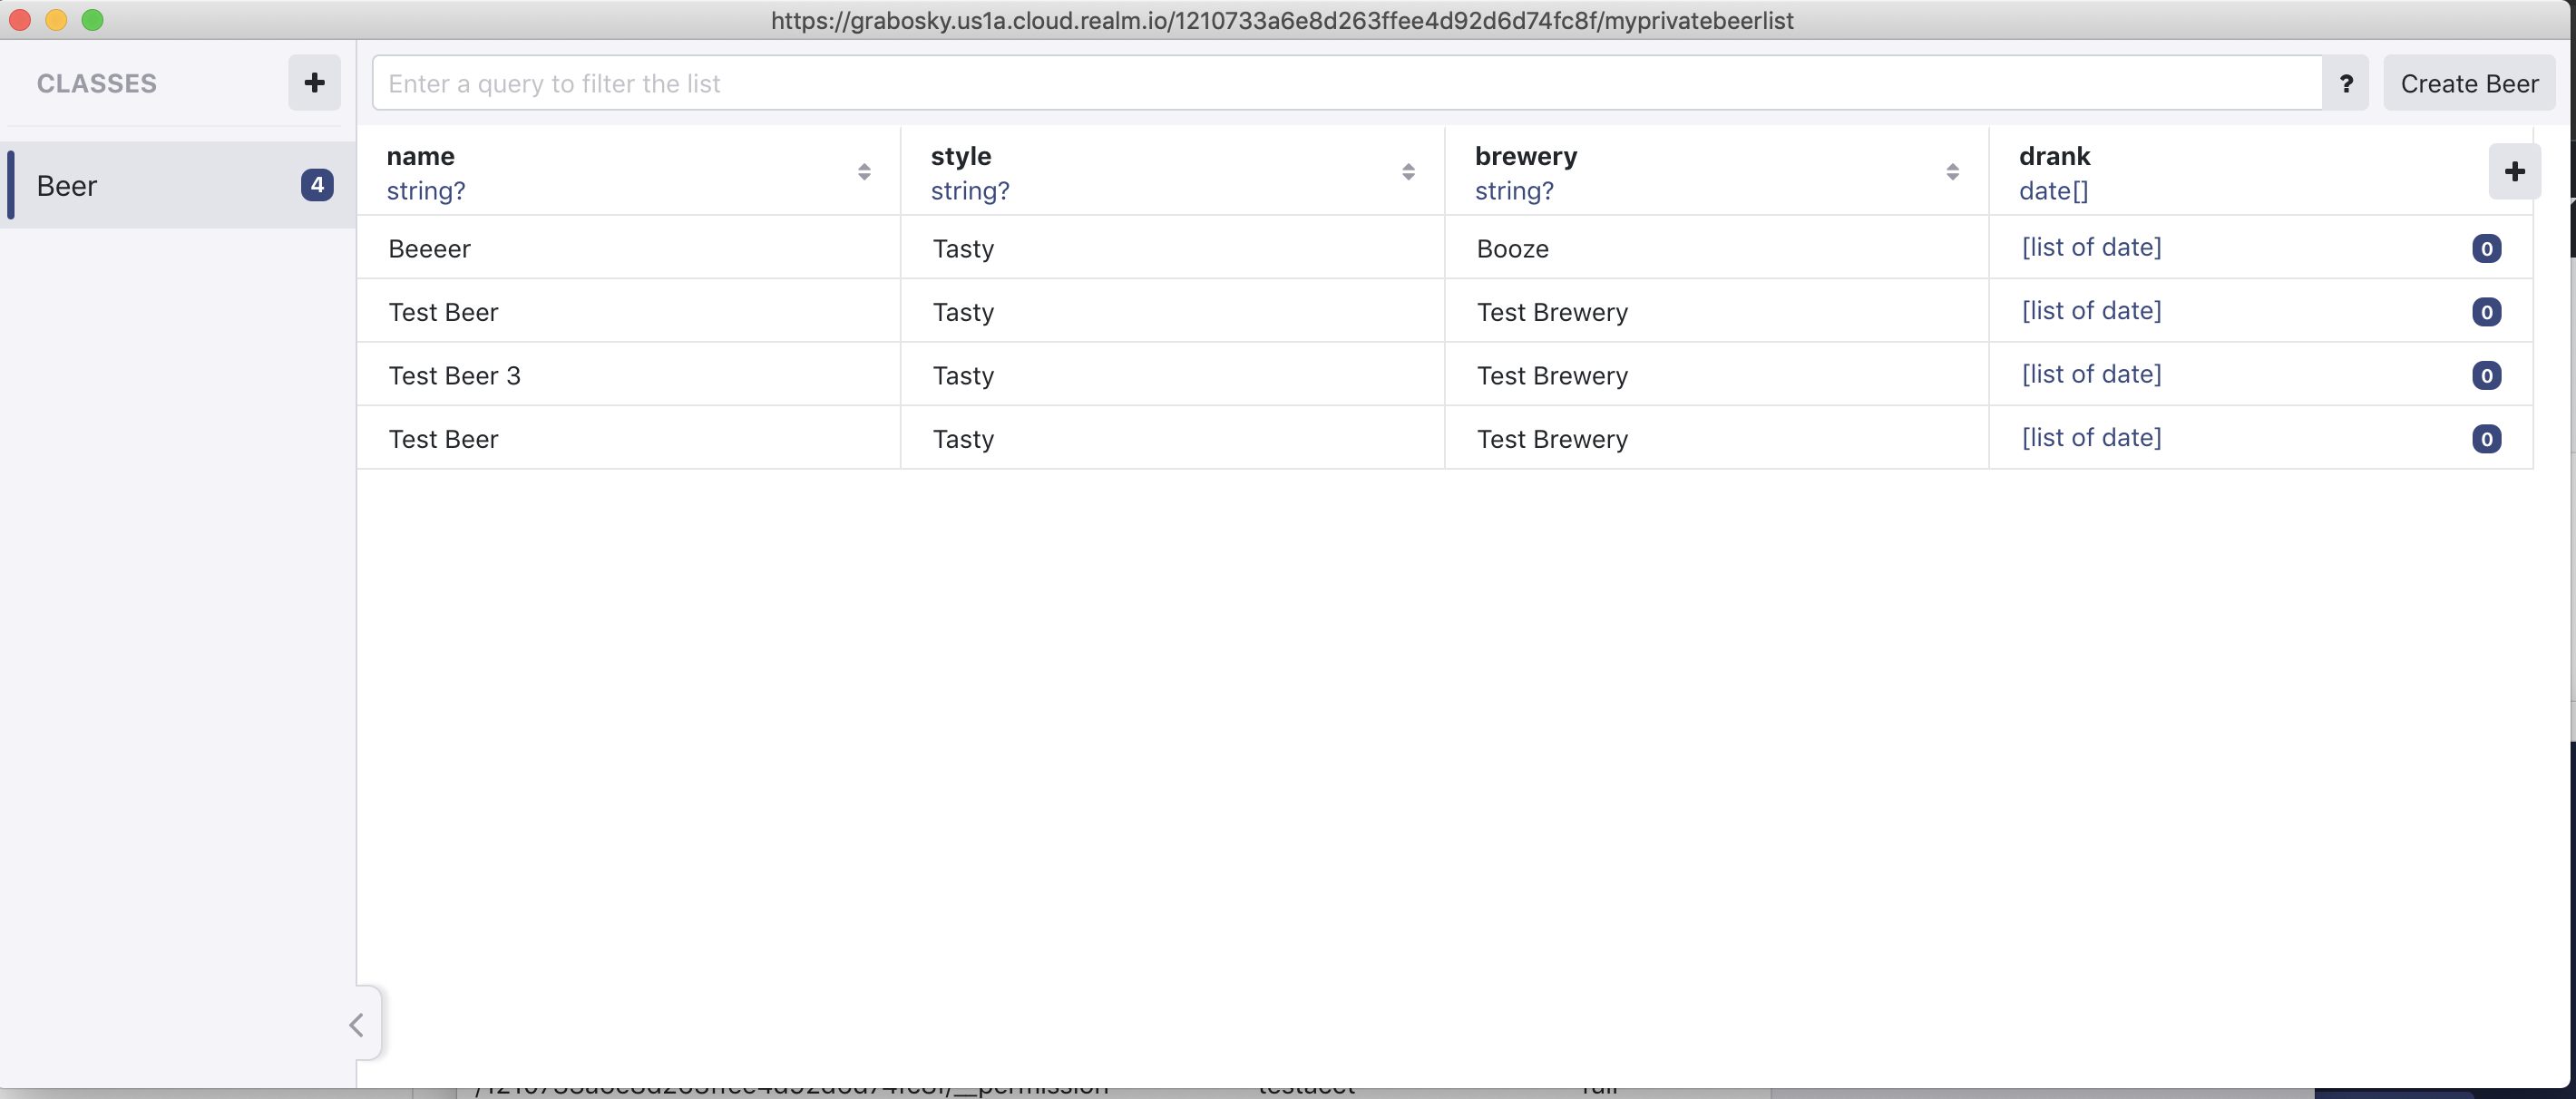 https://grabosky.us1a.cloud.realm.io/1210733a6e8d263ffee4d92d6d74fc8f/myprivatebeerlist
CLASSES
Enter a query to filter the list ? Create Beer
Beer 4
name style brewery drank
string? string? string? date[]
Beeeer Tasty Booze [list of date] 0
Test Beer Tasty Test Brewery [list of date] 0
Test Beer 3 Tasty Test Brewery [list of date] 0
Test Beer Tasty Test Brewery [list of date] 0